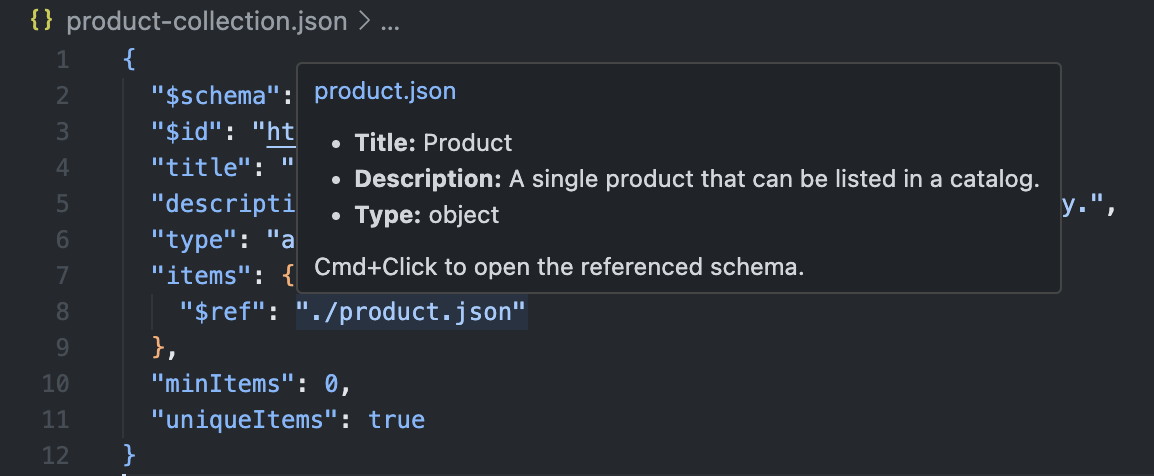 {} product-collection.json > ...
1 {
2 "$schema":
3 "$id": "ht
4 "title": "
5 "descripti y.",
6 "type": "a
7 "items": {
8 "$ref": "./product.json"
9 },
10 "minItems": 0,
11 "uniqueItems": true
12 }
product.json
• Title: Product
• Description: A single product that can be listed in a catalog.
• Type: object
Cmd+Click to open the referenced schema.